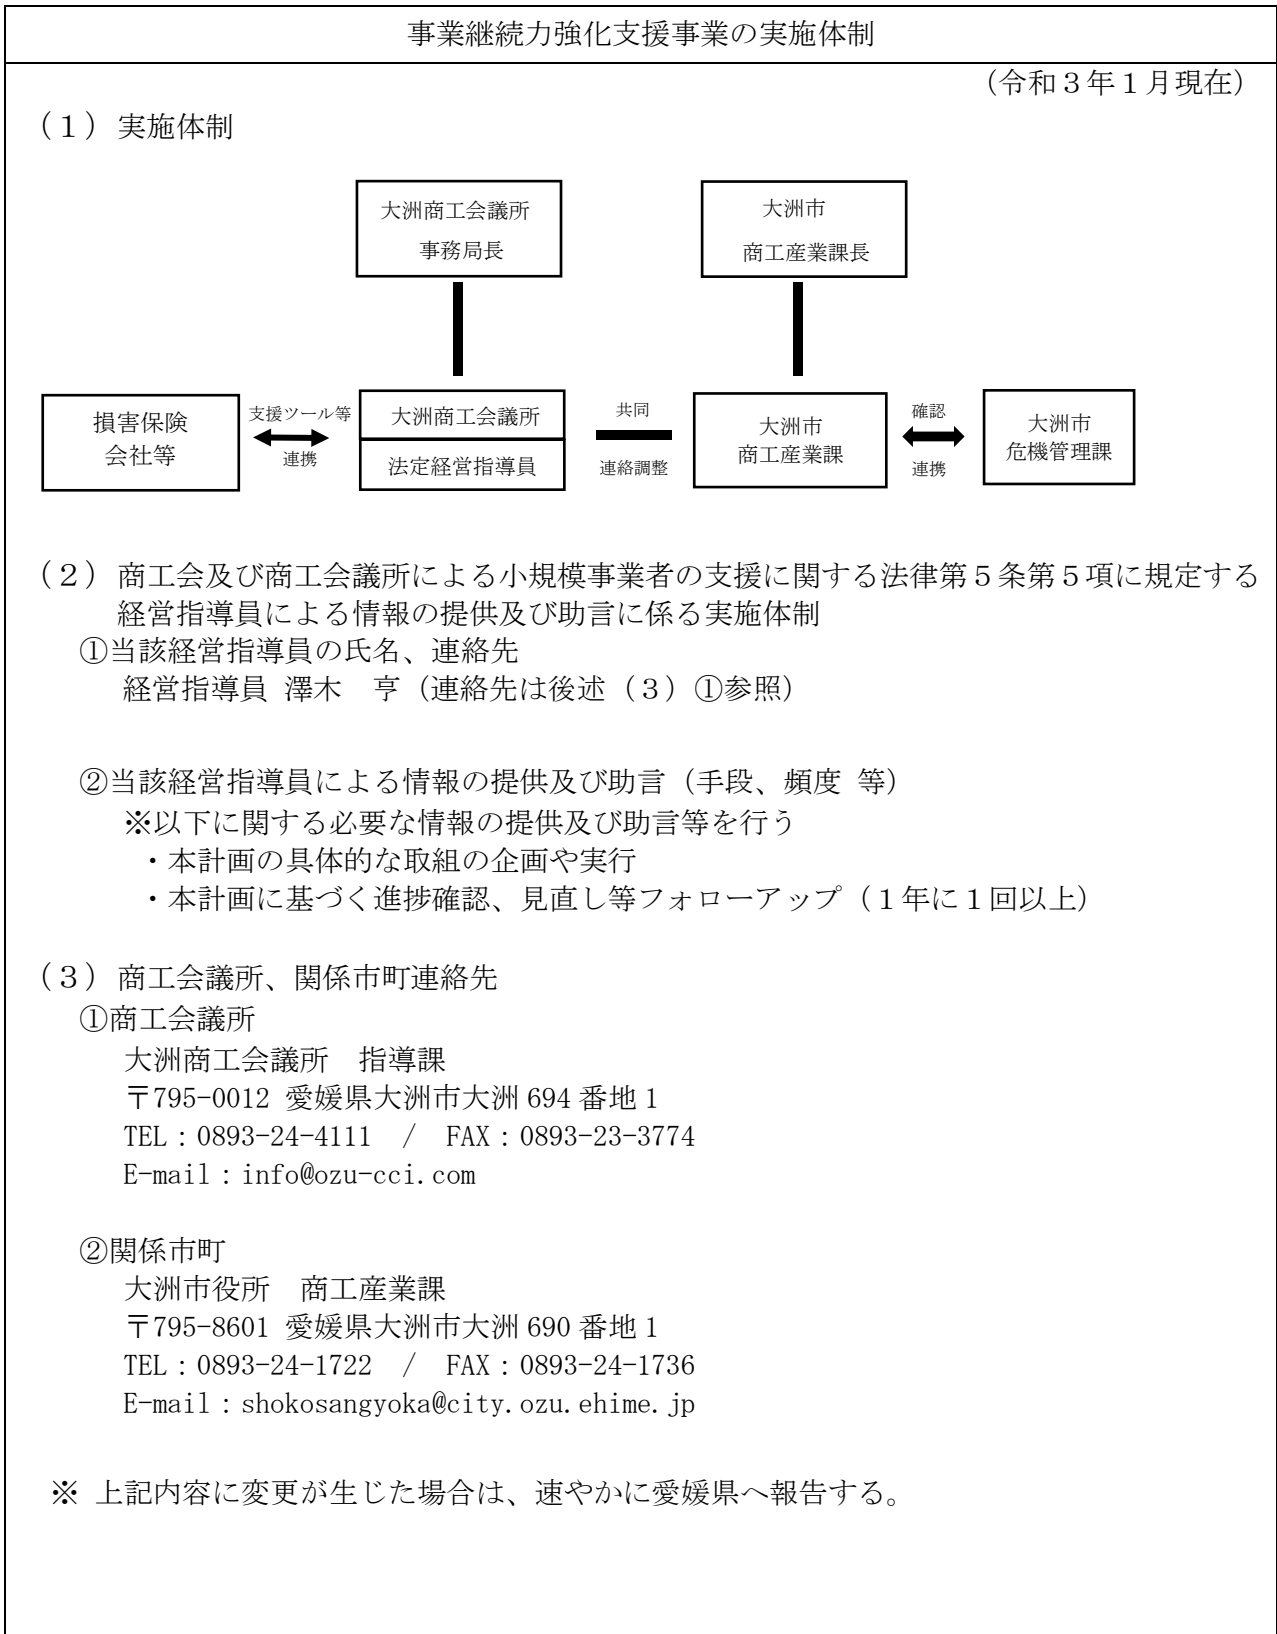 事業継続力強化支援事業の実施体制
（令和３年１月現在）
（１）実施体制
大洲商工会議所
事務局長
大洲市
商工産業課長
損害保険
会社等
支援ツール等
連携
大洲商工会議所
法定経営指導員
共同
連絡調整
大洲市
商工産業課
確認
連携
大洲市
危機管理課
（２）商工会及び商工会議所による小規模事業者の支援に関する法律第５条第５項に規定する
経営指導員による情報の提供及び助言に係る実施体制
①当該経営指導員の氏名、連絡先
経営指導員 澤木　亨（連絡先は後述（３）①参照）
②当該経営指導員による情報の提供及び助言（手段、頻度 等）
※以下に関する必要な情報の提供及び助言等を行う
・本計画の具体的な取組の企画や実行
・本計画に基づく進捗確認、見直し等フォローアップ（１年に１回以上）
（３）商工会議所、関係市町連絡先
①商工会議所
大洲商工会議所　指導課
〒795-0012 愛媛県大洲市大洲 694 番地 1
TEL：0893-24-4111　/　FAX：0893-23-3774
E-mail：info@ozu-cci.com
②関係市町
大洲市役所　商工産業課
〒795-8601 愛媛県大洲市大洲 690 番地 1
TEL：0893-24-1722　/　FAX：0893-24-1736
E-mail：shokosangyoka@city.ozu.ehime.jp
※ 上記内容に変更が生じた場合は、速やかに愛媛県へ報告する。